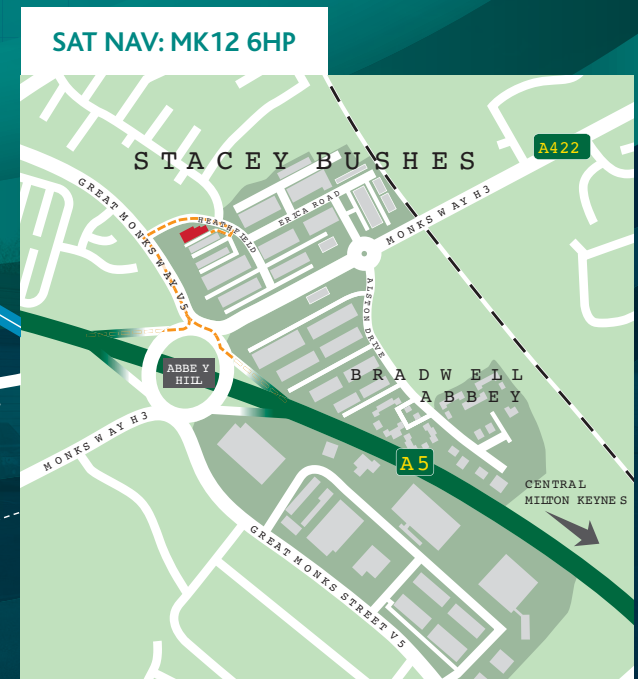 SAT NAV: MK12 6HP
STACEY BUSHES
A422
GREAT MONKS WAY V5
HEATHFIELD
ERICA ROAD
MONKS WAY H3
ALSTON DRIVE
ABBEY
HILL
BRADWELL
ABBEY
MONKS WAY H3
A5
CENTRAL
MILTON KEYNES
GREAT MONKS STREET V5